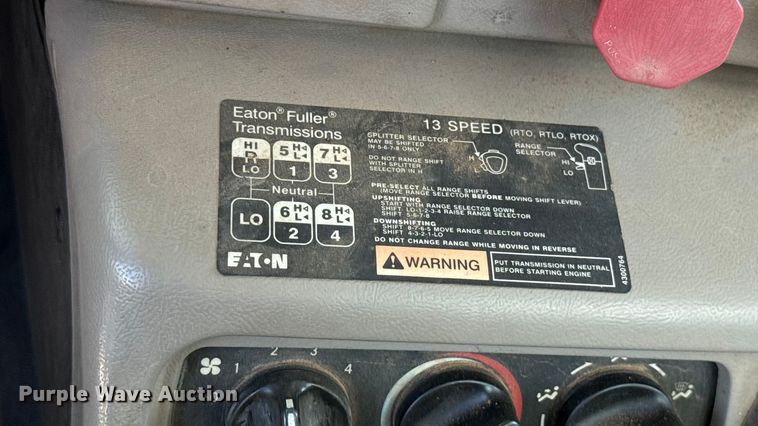 Eaton® Fuller®
Transmissions
13 SPEED (RTO, RTLO, RTOX)
SPLITTER SELECTOR
MAY BE SHIFTED
IN 5-6-7-8 ONLY
H
L
DO NOT RANGE SHIFT
WITH SPLITTER
SELECTOR IN H
RANGE
SELECTOR
HI
LO
HI
R
LO
5 H
L
1
7 H
L
3
Neutral
LO
6 H
L
2
8 H
L
4
PRE-SELECT ALL RANGE SHIFTS
(MOVE RANGE SELECTOR BEFORE MOVING SHIFT LEVER)
UPSHIFTING
START WITH RANGE SELECTOR DOWN
SHIFT LO-1-2-3-4 RAISE RANGE SELECTOR
SHIFT 5-6-7-8
DOWNSHIFTING
SHIFT 8-7-6-5 MOVE RANGE SELECTOR DOWN
SHIFT 4-3-2-1-LO
DO NOT CHANGE RANGE WHILE MOVING IN REVERSE
EATON
WARNING
PUT TRANSMISSION IN NEUTRAL
BEFORE STARTING ENGINE
4300764
1 2 3 4
Purple Wave Auction